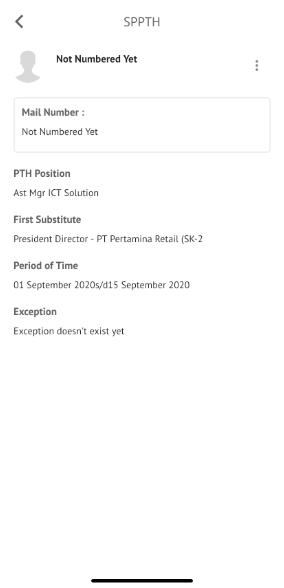 SPPTH
Not Numbered Yet
Mail Number :
Not Numbered Yet
PTH Position
Ast Mgr ICT Solution
First Substitute
President Director - PT Pertamina Retail (SK-2
Period of Time
01 September 2020s/d15 September 2020
Exception
Exception doesn't exist yet